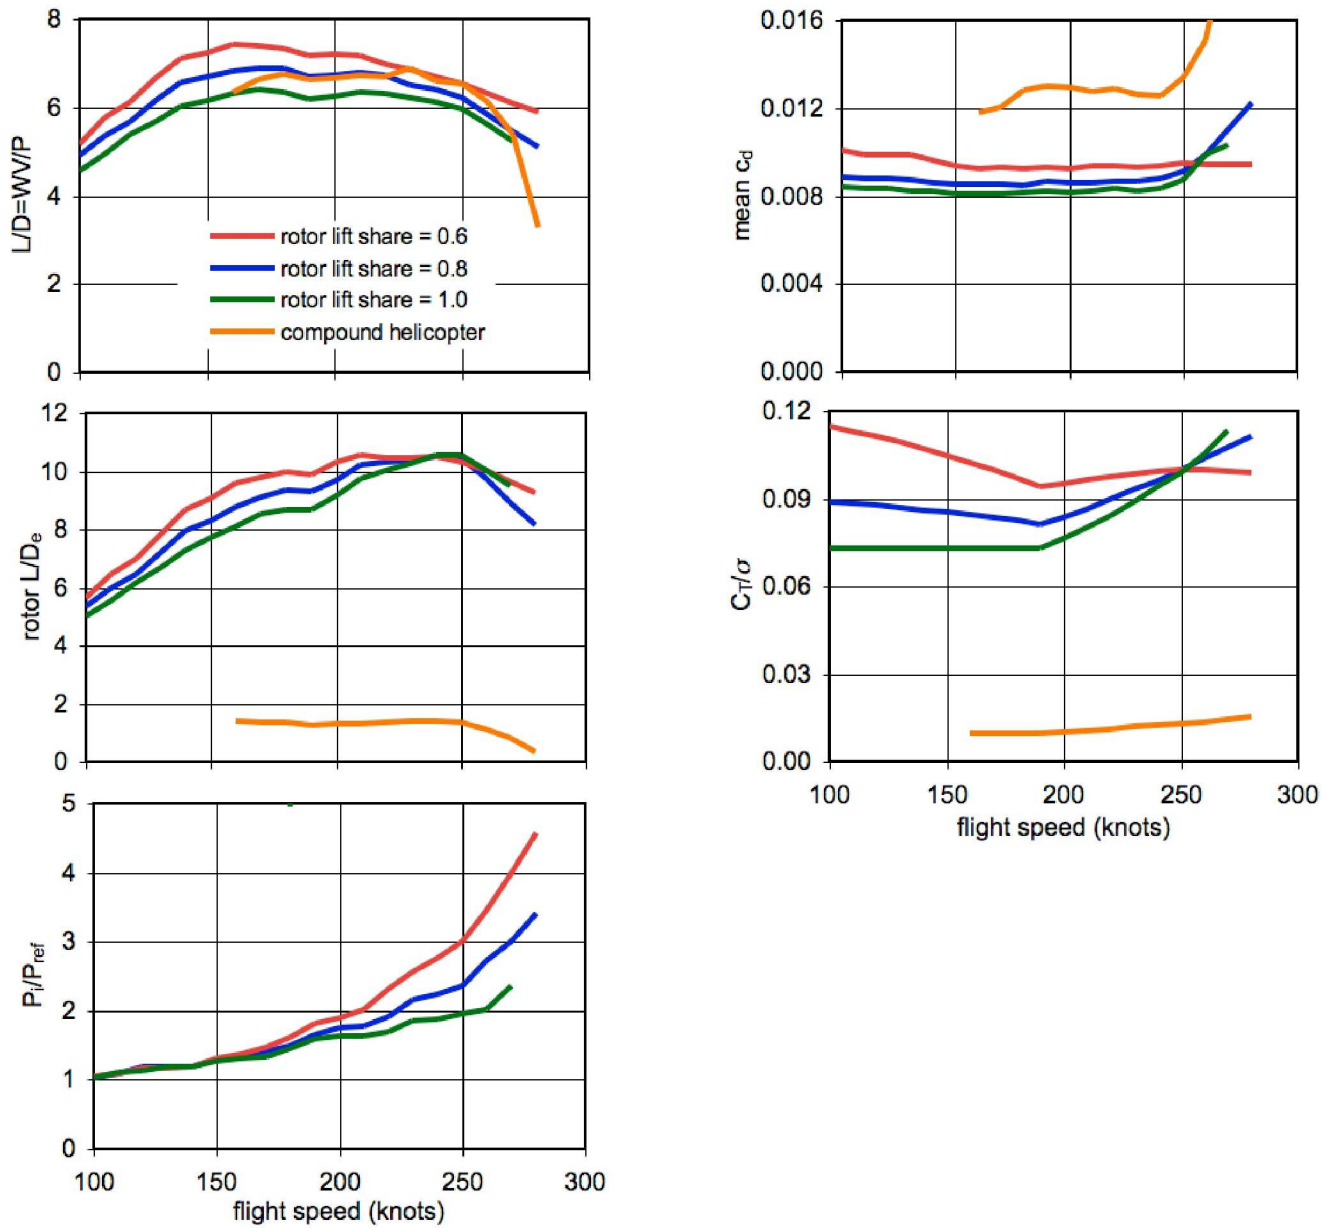 8
6
4
2
0
L/D=WV/P
rotor lift share = 0.6
rotor lift share = 0.8
rotor lift share = 1.0
compound helicopter
0.016
0.012
0.008
0.004
0.000
mean c_d
12
10
8
6
4
2
0
rotor L/D_e
0.12
0.09
0.06
0.03
0.00
C_T/σ
100 150 200 250 300
flight speed (knots)
5
4
3
2
1
0
P_i/P_ref
100 150 200 250 300
flight speed (knots)